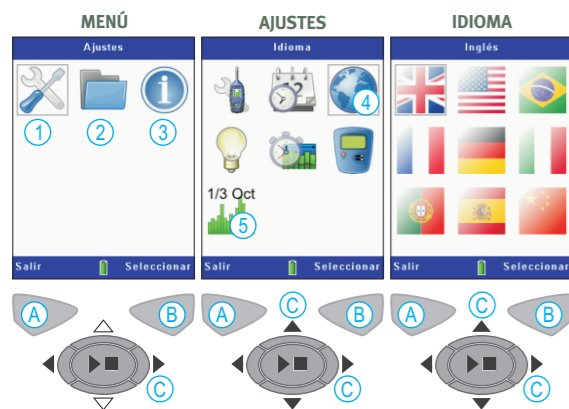 MENÚ
Ajustes
1
2
3
Salir
Seleccionar
A
B
C
AJUSTES
Idioma
12
4
1/3 Oct
5
Salir
Seleccionar
A
C
B
C
IDIOMA
Inglés
Salir
Seleccionar
A
C
B
C